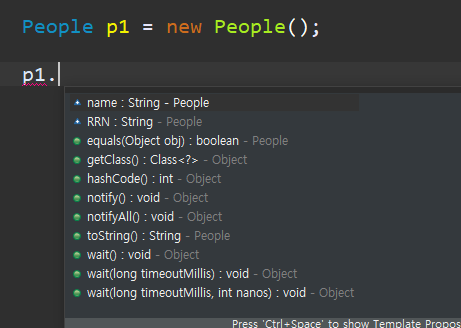 People p1 = new People();
p1.
name : String - People
RRN : String - People
equals(Object obj) : boolean - People
getClass() : Class<?> - Object
hashCode() : int - Object
notify() : void - Object
notifyAll() : void - Object
toString() : String - People
wait() : void - Object
wait(long timeoutMillis) : void - Object
wait(long timeoutMillis, int nanos) : void - Object
Press 'Ctrl+Space' to show Template Propos